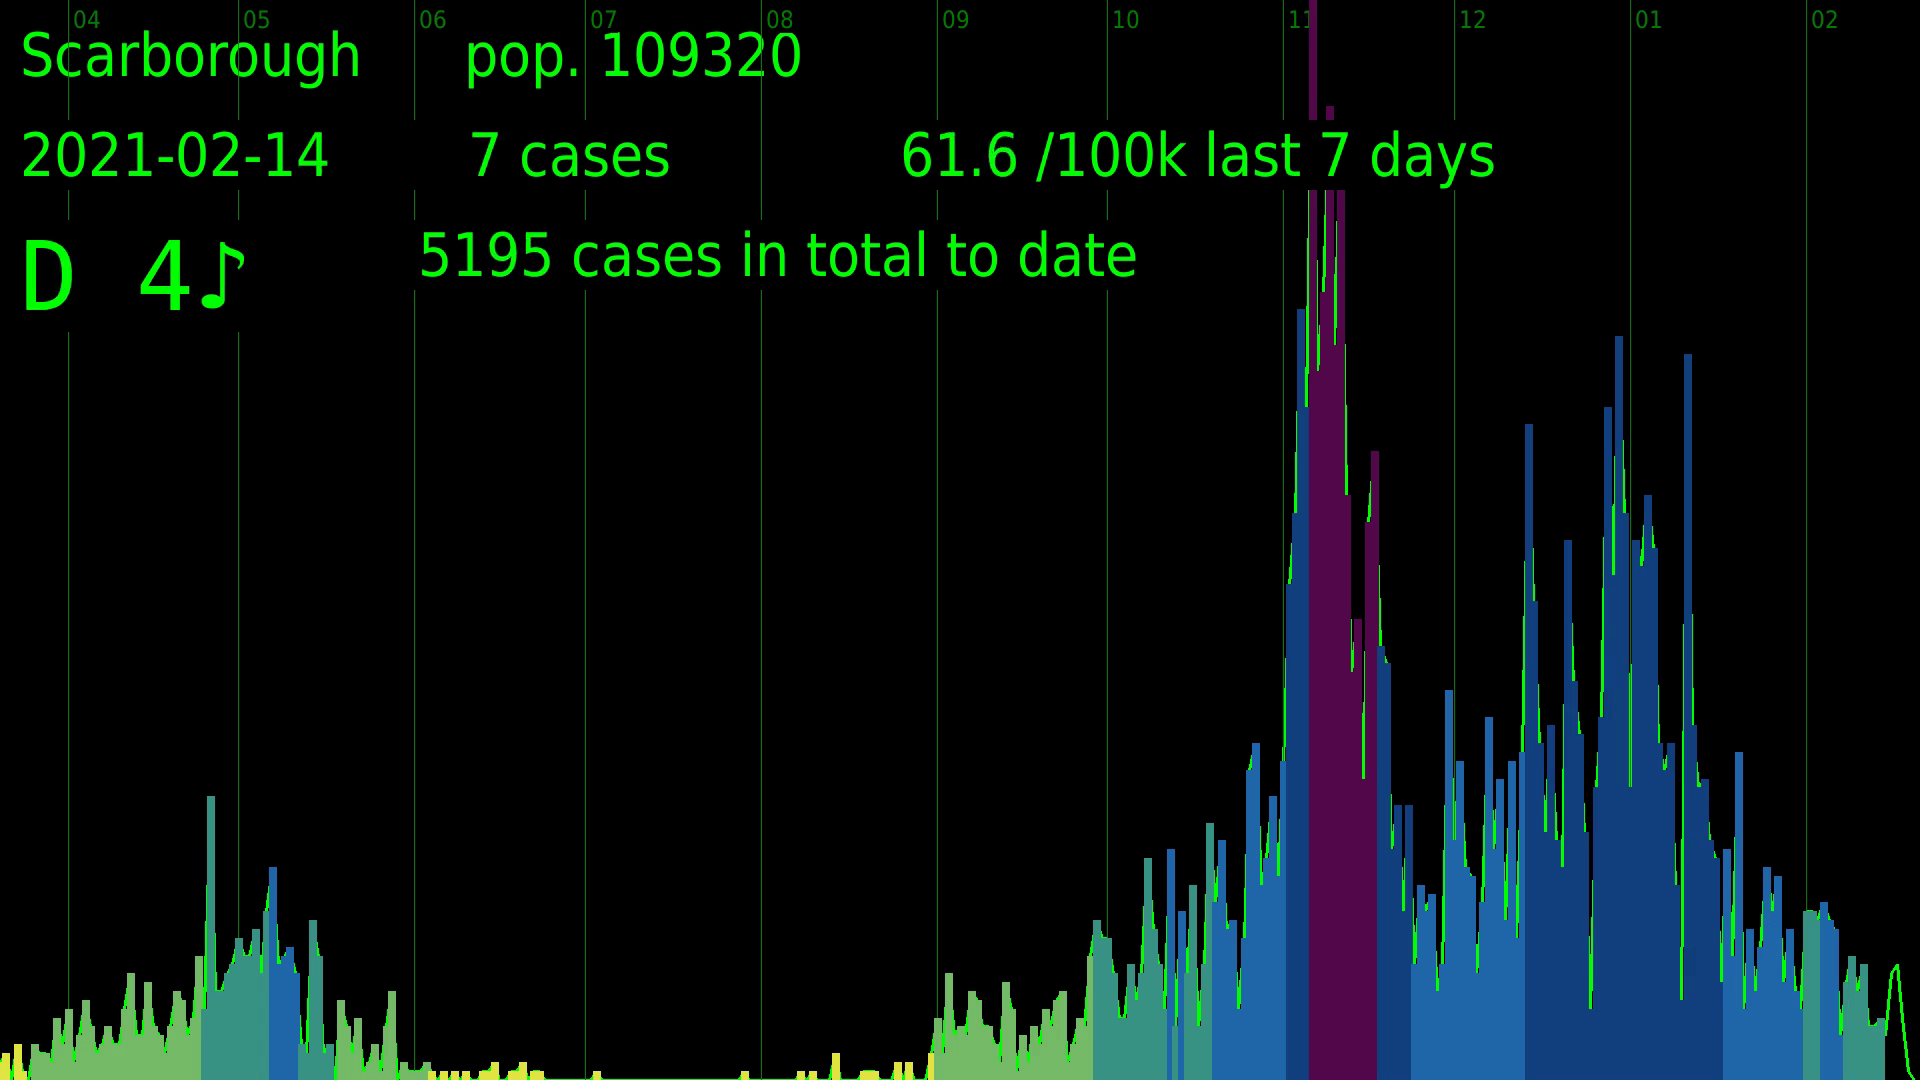 04 05 06 07 08 09 10 11 12 01 02
Scarborough pop. 109320
2021-02-14 7 cases 61.6 /100k last 7 days
D 4♪ 5195 cases in total to date